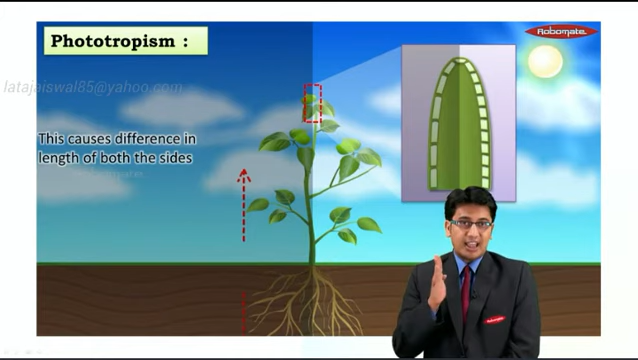 Phototropism :
Robomate
latajaiswal85@yahoo.com
This causes difference in
length of both the sides